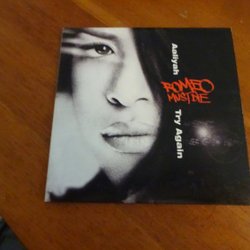 Aaliyah
ROMEO
MUST DIE
Try Again